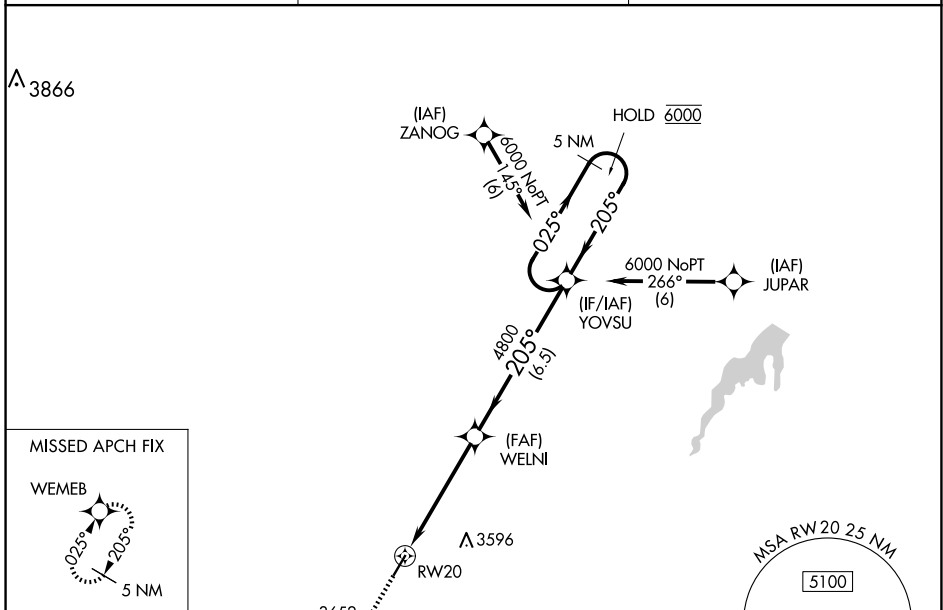 3866
(IAF)
ZANOG
6000 NoPT
145°
(6)
HOLD 6000
5 NM
025°
205°
6000 NoPT
266°
(6)
(IAF)
JUPAR
(IF/IAF)
YOVSU
4800
205°
(6.5)
(FAF)
WELNI
MISSED APCH FIX
WEMEB
025°
205°
5 NM
3596
RW20
MSA RW20 25 NM
5100